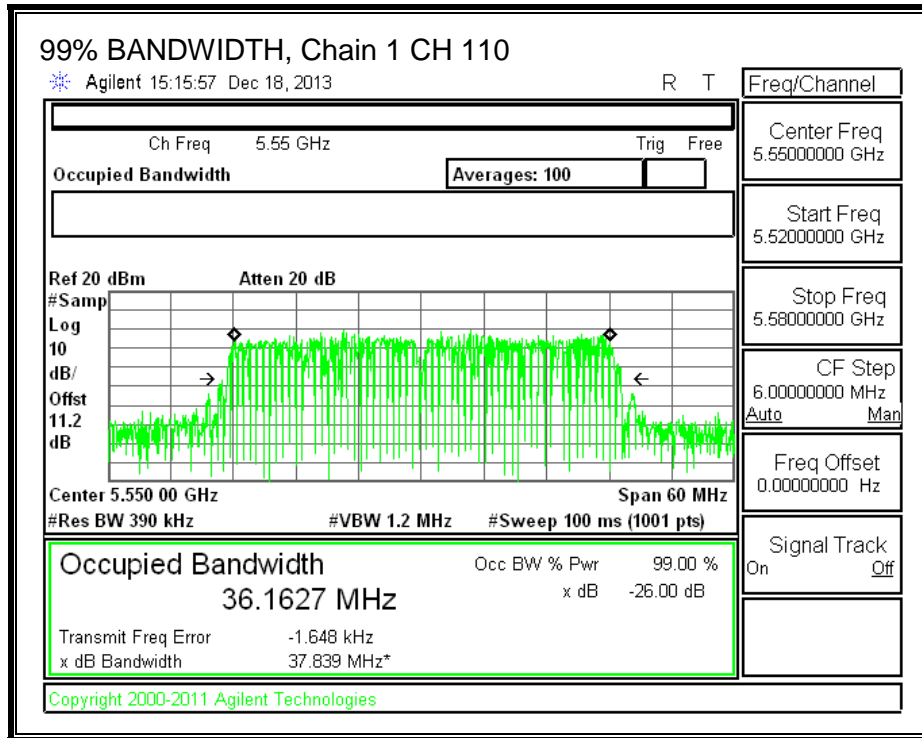 99% BANDWIDTH, Chain 1 CH 110
Agilent 15:15:57 Dec 18, 2013 R T
Freq/Channel
Ch Freq 5.55 GHz Trig Free
Occupied Bandwidth Averages: 100
Center Freq
5.55000000 GHz
Start Freq
5.52000000 GHz
Stop Freq
5.58000000 GHz
CF Step
6.00000000 MHz
Auto Man
Freq Offset
0.00000000 Hz
Signal Track
On Off
Ref 20 dBm Atten 20 dB
#Samp
Log
10
dB/
Offst
11.2
dB
Center 5.550 00 GHz Span 60 MHz
#Res BW 390 kHz #VBW 1.2 MHz #Sweep 100 ms (1001 pts)
Occupied Bandwidth Occ BW % Pwr 99.00 %
36.1627 MHz x dB -26.00 dB
Transmit Freq Error -1.648 kHz
x dB Bandwidth 37.839 MHz*
Copyright 2000-2011 Agilent Technologies